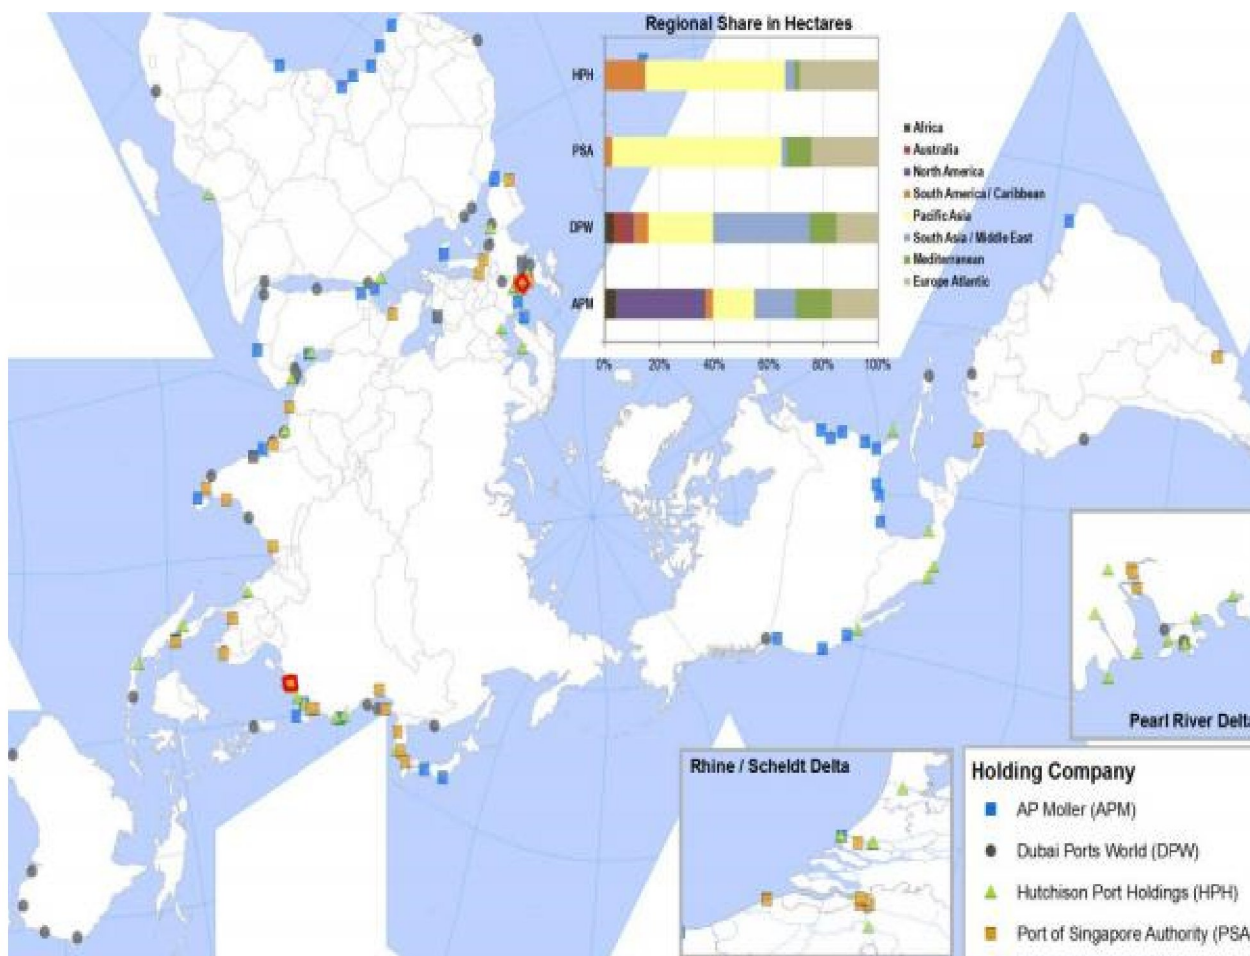 Regional Share in Hectares
HPH
PSA
DPW
APM
0% 20% 40% 60% 80% 100%
Africa
Australia
North America
South America / Caribbean
Pacific Asia
South Asia / Middle East
Mediterranean
Europe Atlantic
Pearl River Delta
Rhine / Scheldt Delta
Holding Company
AP Moller (APM)
Dubai Ports World (DPW)
Hutchison Port Holdings (HPH)
Port of Singapore Authority (PSA